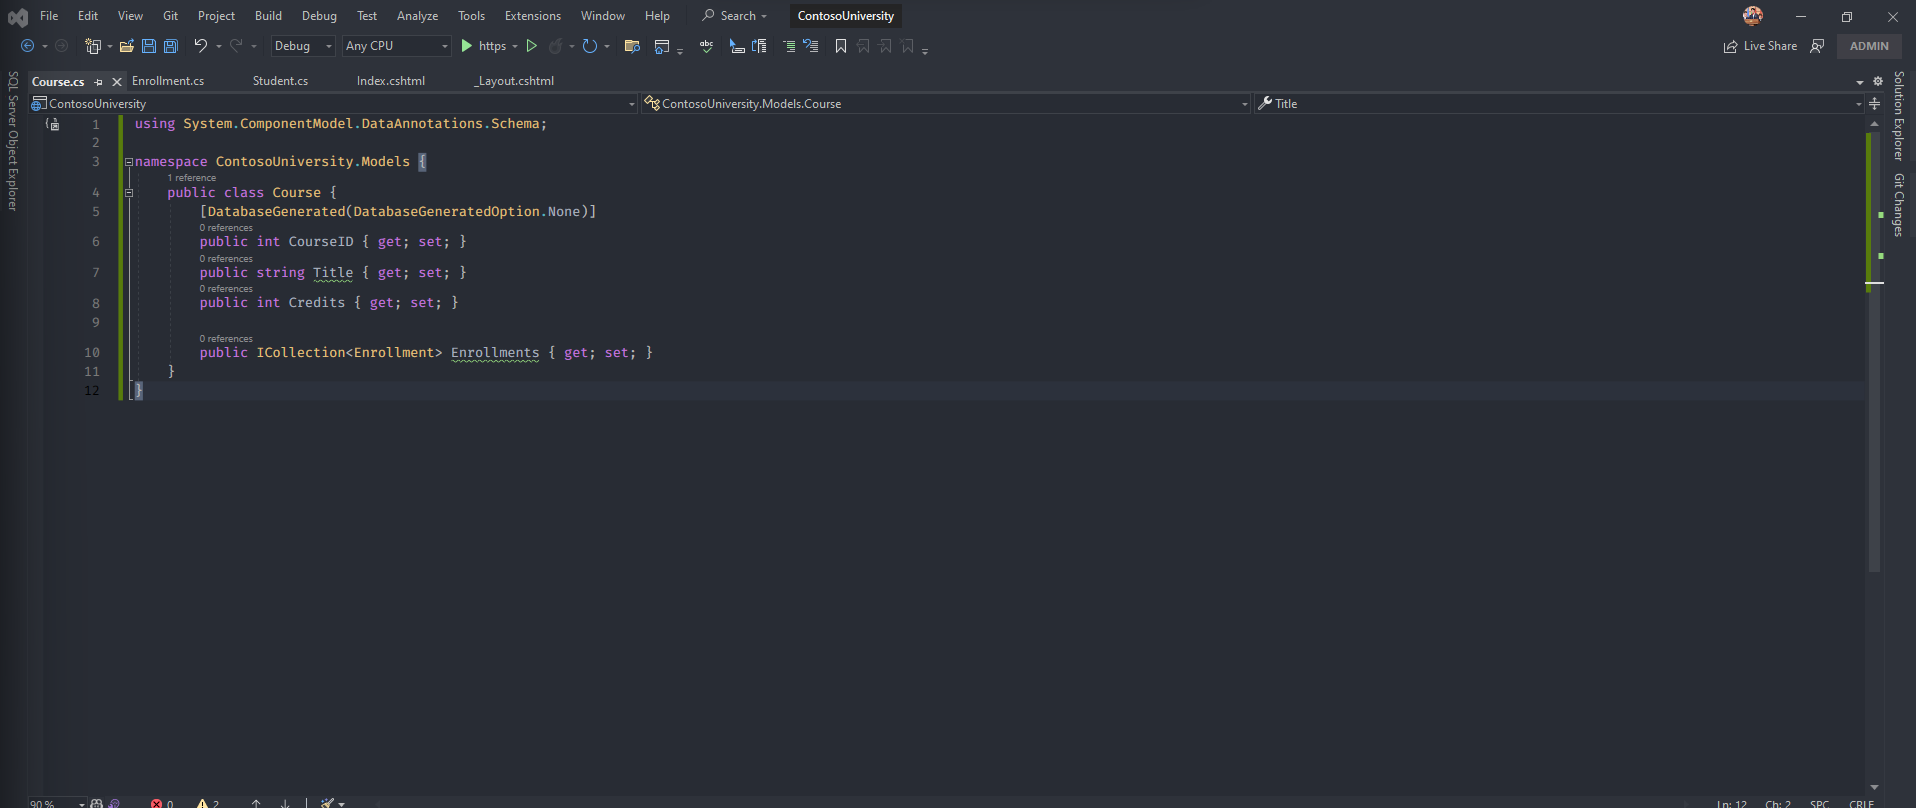 File Edit View Git Project Build Debug Test Analyze Tools Extensions Window Help Search ContosoUniversity
Debug Any CPU https abc Live Share ADMIN
Course.cs Enrollment.cs Student.cs Index.cshtml _Layout.cshtml
ContosoUniversity ContosoUniversity.Models.Course Title
SQL Server Object Explorer
Solution Explorer
Git Changes
1 using System.ComponentModel.DataAnnotations.Schema;
2
3 namespace ContosoUniversity.Models {
1 reference
4 public class Course {
5 [DatabaseGenerated(DatabaseGeneratedOption.None)]
0 references
6 public int CourseID { get; set; }
0 references
7 public string Title { get; set; }
0 references
8 public int Credits { get; set; }
9
0 references
10 public ICollection<Enrollment> Enrollments { get; set; }
11 }
12 }
90 % 0 2 Ln: 12 Ch: 2 SPC CRLF